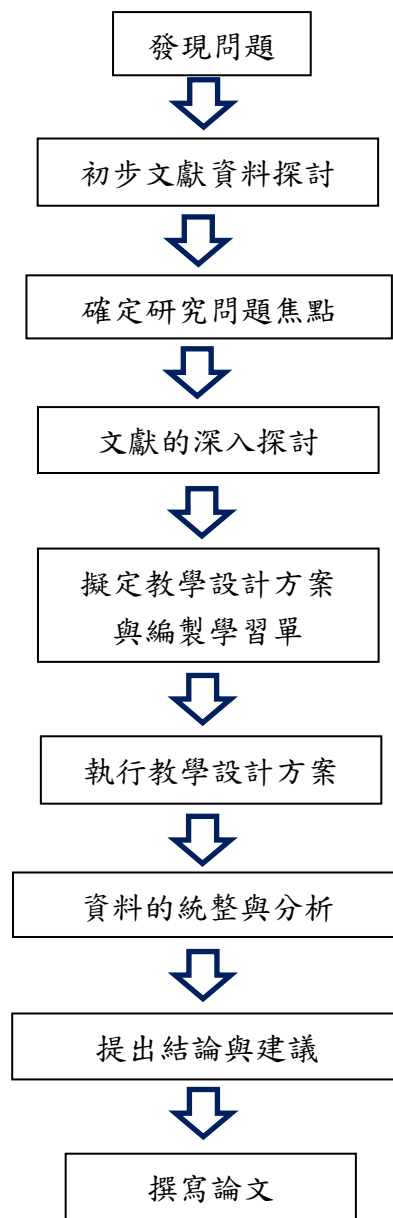 發現問題
初步文獻資料探討
確定研究問題焦點
文獻的深入探討
擬定教學設計方案
與編製學習單
執行教學設計方案
資料的統整與分析
提出結論與建議
撰寫論文